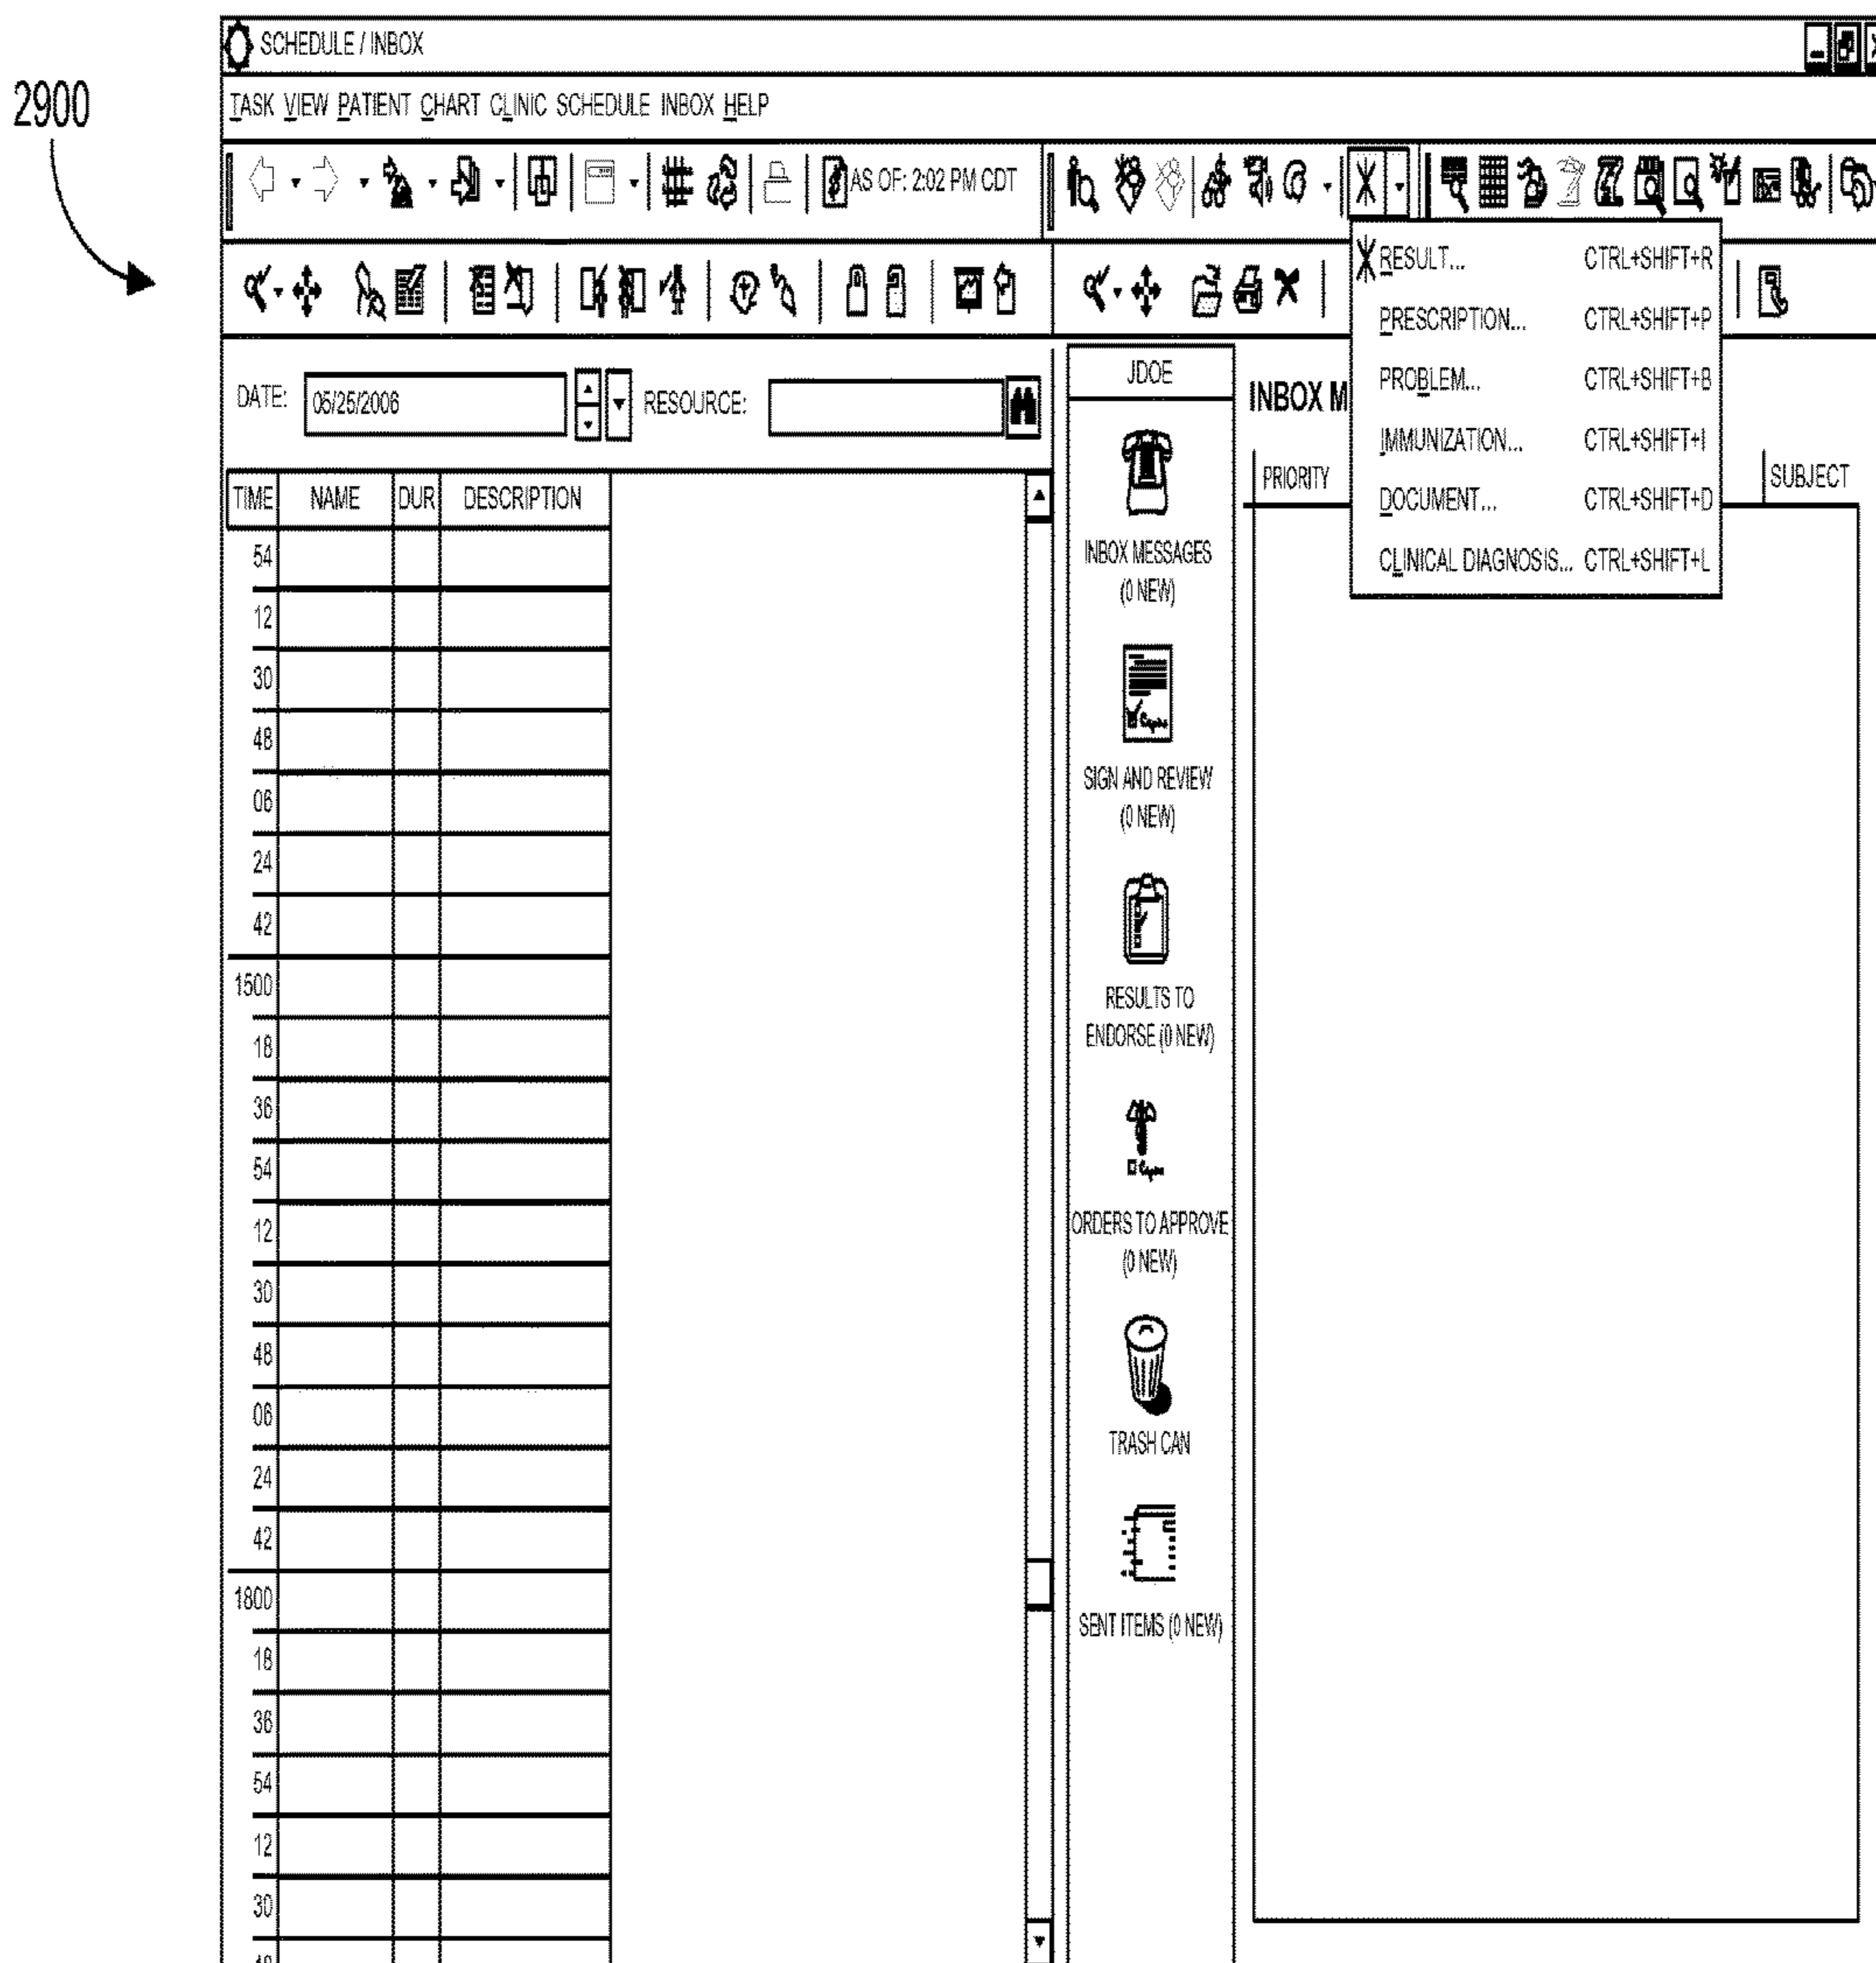 2900
SCHEDULE / INBOX
TASK VIEW PATIENT CHART CLINIC SCHEDULE INBOX HELP
AS OF: 2:02 PM CDT
RESULT... CTRL+SHIFT+R
PRESCRIPTION... CTRL+SHIFT+P
PROBLEM... CTRL+SHIFT+B
IMMUNIZATION... CTRL+SHIFT+I
DOCUMENT... CTRL+SHIFT+D
CLINICAL DIAGNOSIS... CTRL+SHIFT+L
DATE: 05/25/2006 RESOURCE:
TIME NAME DUR DESCRIPTION
54
12
30
48
06
24
42
1500
18
36
54
12
30
48
06
24
42
1800
18
36
54
12
30
JDOE
INBOX MESSAGES
(0 NEW)
SIGN AND REVIEW
(0 NEW)
RESULTS TO
ENDORSE (0 NEW)
ORDERS TO APPROVE
(0 NEW)
TRASH CAN
SENT ITEMS (0 NEW)
INBOX M
PRIORITY SUBJECT